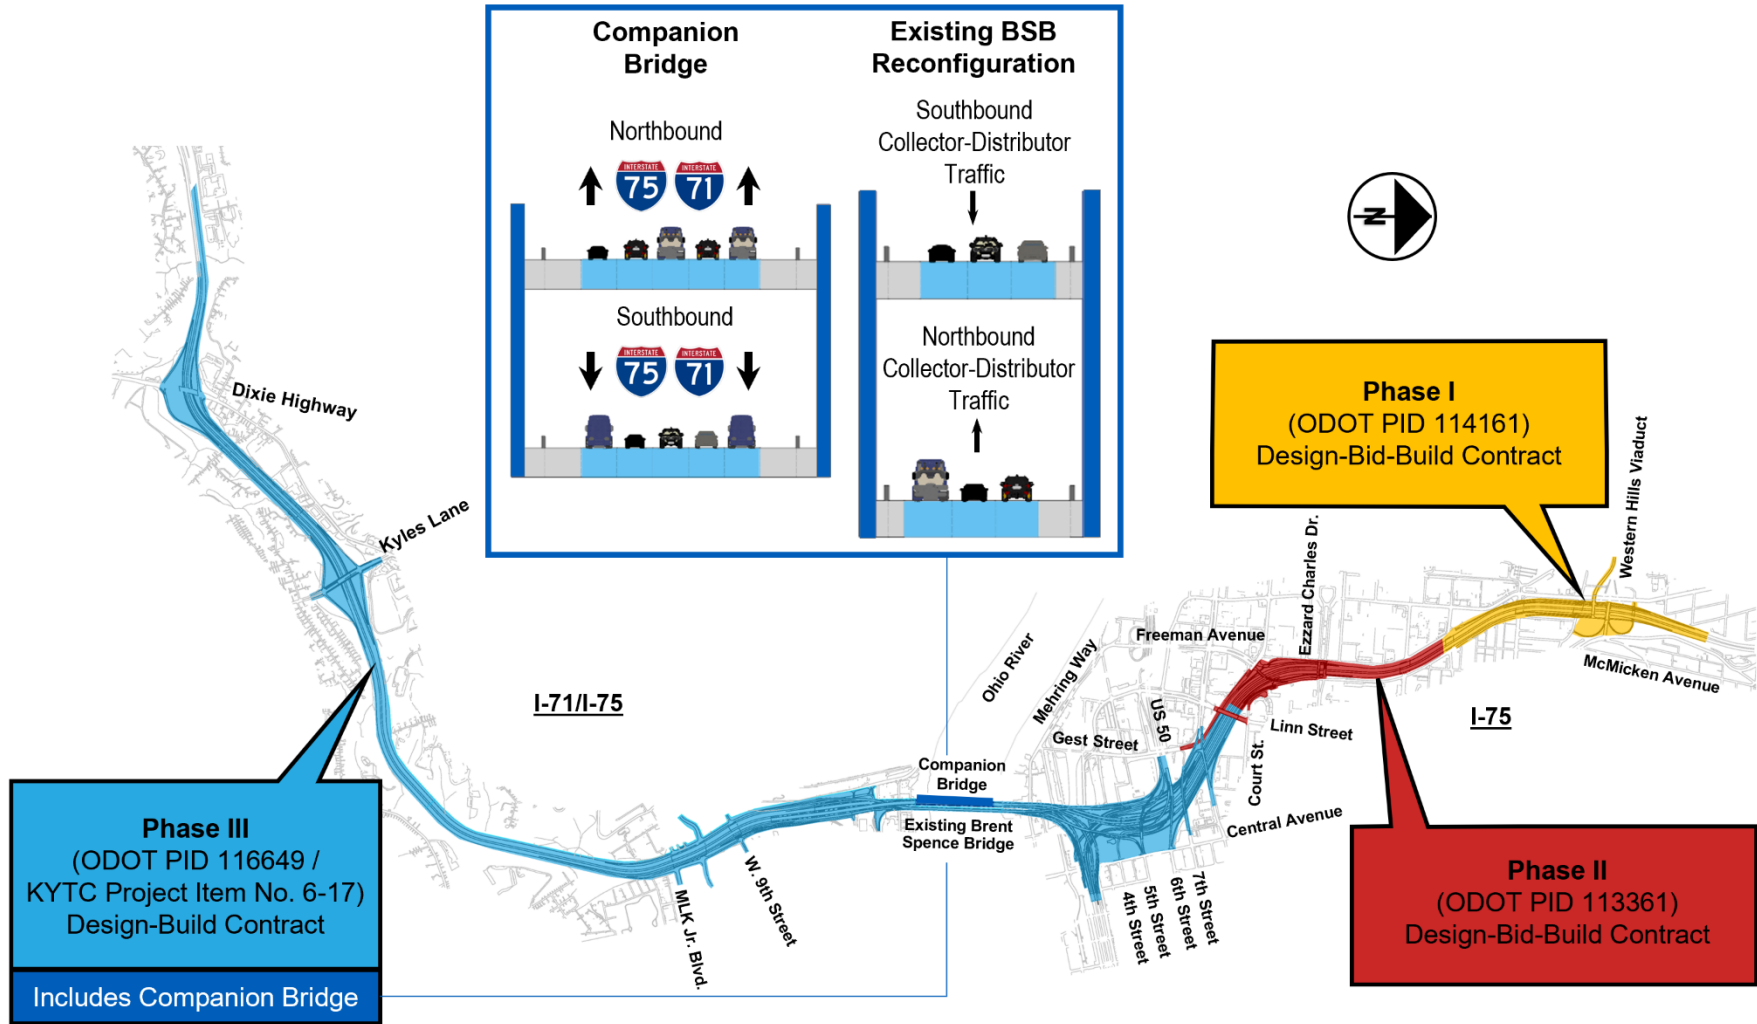 Companion
Bridge
Northbound
INTERSTATE
75
INTERSTATE
71
Southbound
INTERSTATE
75
INTERSTATE
71
Existing BSB
Reconfiguration
Southbound
Collector-Distributor
Traffic
Northbound
Collector-Distributor
Traffic
N
Phase I
(ODOT PID 114161)
Design-Bid-Build Contract
Western Hills Viaduct
Ezzard Charles Dr.
McMicken Avenue
Dixie Highway
Kyles Lane
I-71/I-75
Ohio River
Mehring Way
Freeman Avenue
US 50
Gest Street
Linn Street
Court St.
I-75
Companion
Bridge
Existing Brent
Spence Bridge
Central Avenue
MLK Jr. Blvd.
W. 9th Street
4th Street
5th Street
6th Street
7th Street
Phase II
(ODOT PID 113361)
Design-Bid-Build Contract
Phase III
(ODOT PID 116649 /
KYTC Project Item No. 6-17)
Design-Build Contract
Includes Companion Bridge